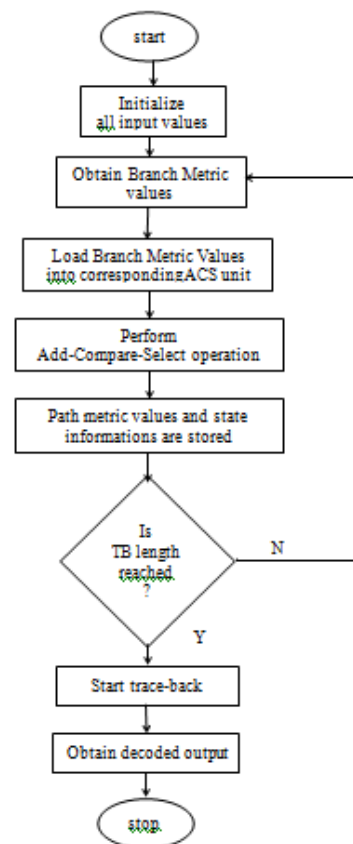 start
Initialize
all input values
Obtain Branch Metric
values
Load Branch Metric Values
into correspondingACS unit
Perform
Add-Compare-Select operation
Path metric values and state
informations are stored
Is
TB length
reached
?
N
Y
Start trace-back
Obtain decoded output
stop